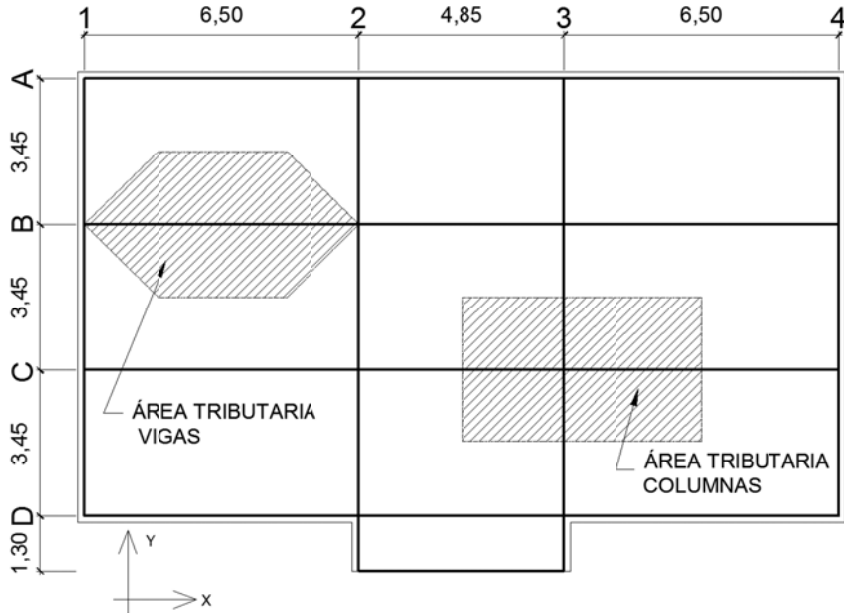 1 6,50 2 4,85 3 6,50 4
A
3,45
B
3,45
C
3,45
D
1,30
ÁREA TRIBUTARIA
VIGAS
ÁREA TRIBUTARIA
COLUMNAS
Y
X